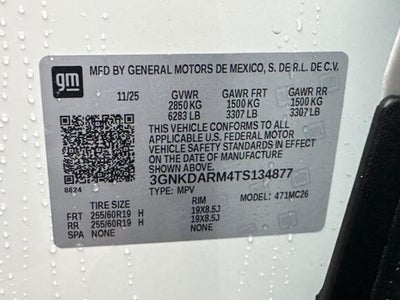 gm MFD BY GENERAL MOTORS DE MEXICO, S. DE R.L. DE C.V.
11/25 GVWR GAWR FRT GAWR RR
2850 KG 1500 KG 1500 KG
6283 LB 3307 LB 3307 LB
THIS VEHICLE CONFORMS TO ALL
APPLICABLE U.S. FEDERAL MOTOR
VEHICLE SAFETY STANDARDS IN EFFECT
ON THE DATE OF MANUFACTURE SHOWN ABOVE.
3GNKDARM4TS134877
8624 TYPE: MPV MODEL: 471MC26
TIRE SIZE RIM
FRT 255/60R19 H 19X8.5J
RR 255/60R19 H 19X8.5J
SPA NONE NONE